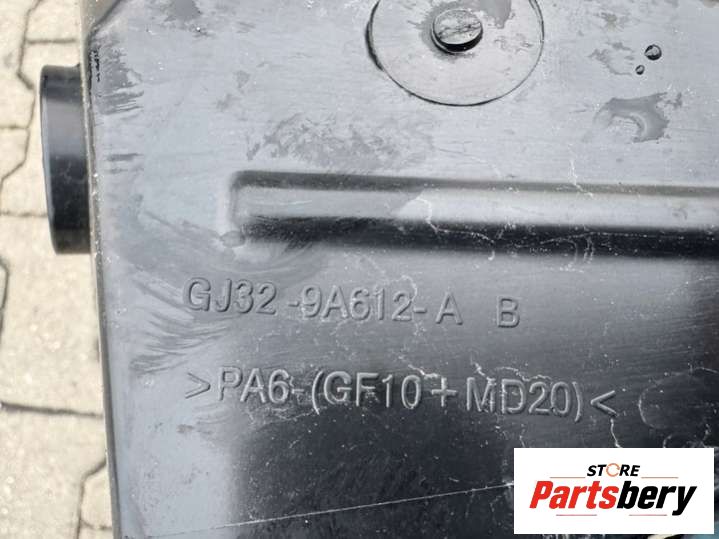 GJ32-9A612-A B
>PA6-(GF10+MD20)<
STORE
Partsbery